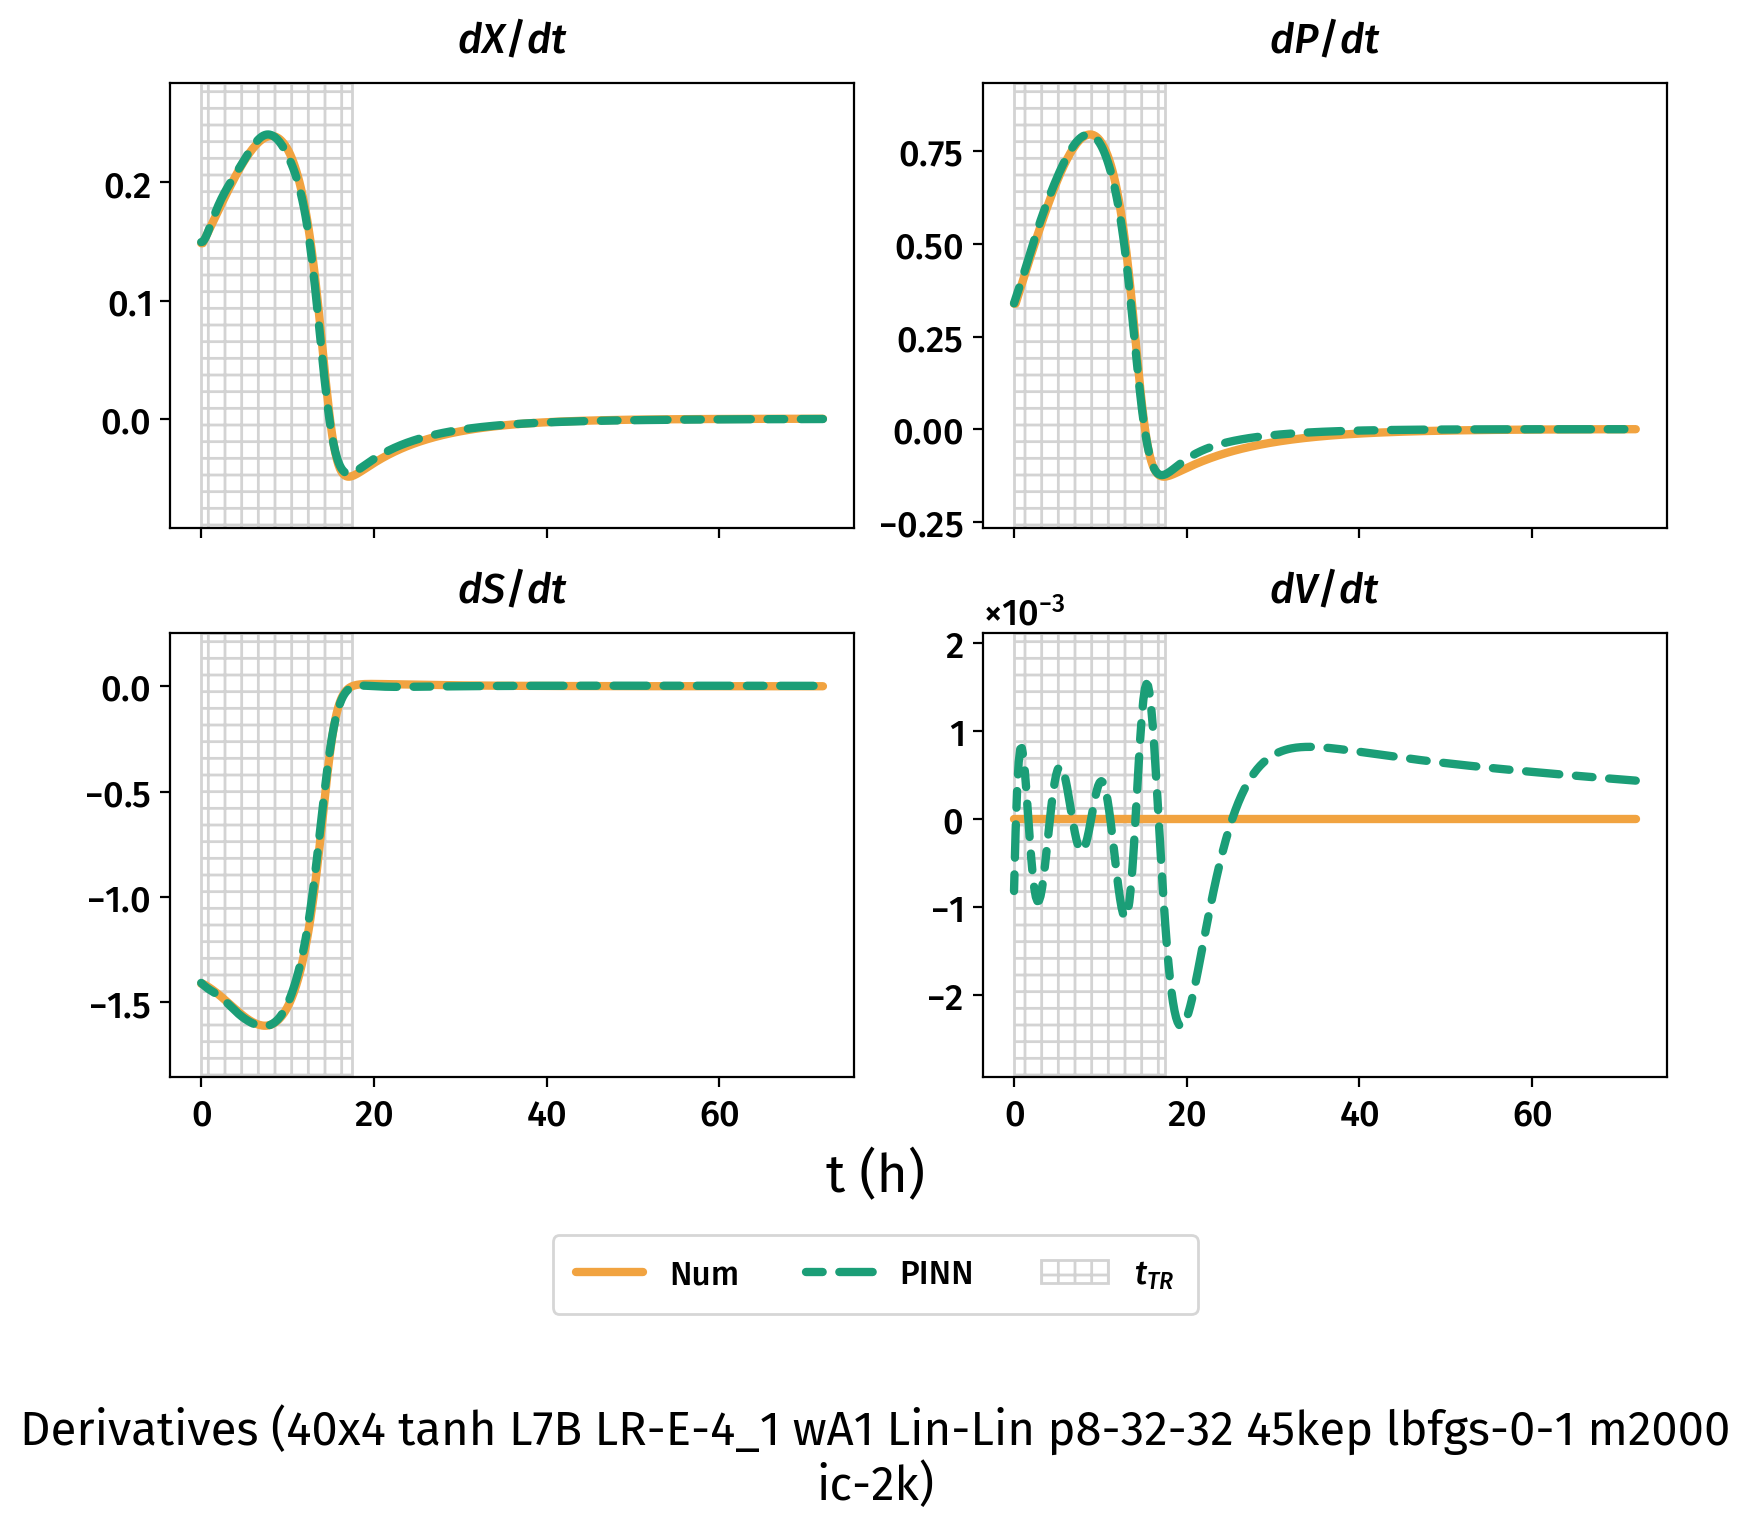 dX/dt
dP/dt
0.2
0.1
0.0
0.75
0.50
0.25
0.00
−0.25
dS/dt
dV/dt
×10⁻³
0.0
−0.5
−1.0
−1.5
2
1
0
−1
−2
0 20 40 60
0 20 40 60
t (h)
Num PINN t_TR
Derivatives (40x4 tanh L7B LR-E-4_1 wA1 Lin-Lin p8-32-32 45kep lbfgs-0-1 m2000
ic-2k)